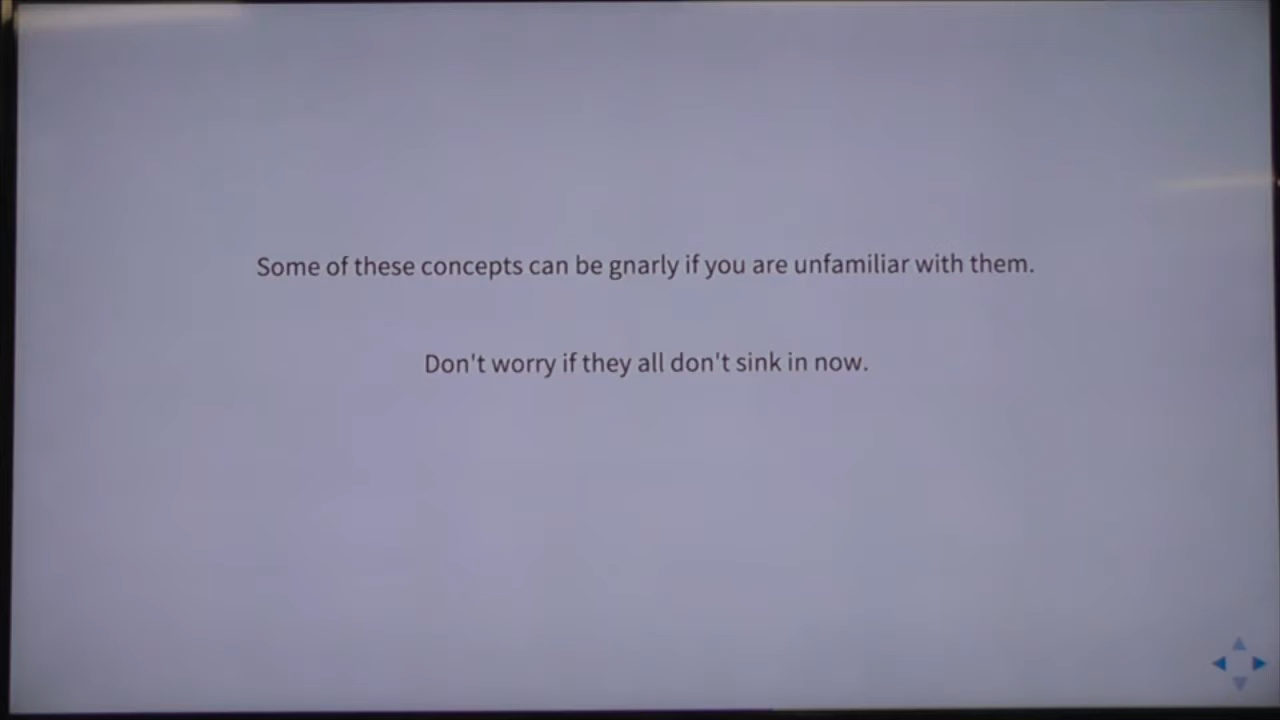 Some of these concepts can be gnarly if you are unfamiliar with them.
Don't worry if they all don't sink in now.